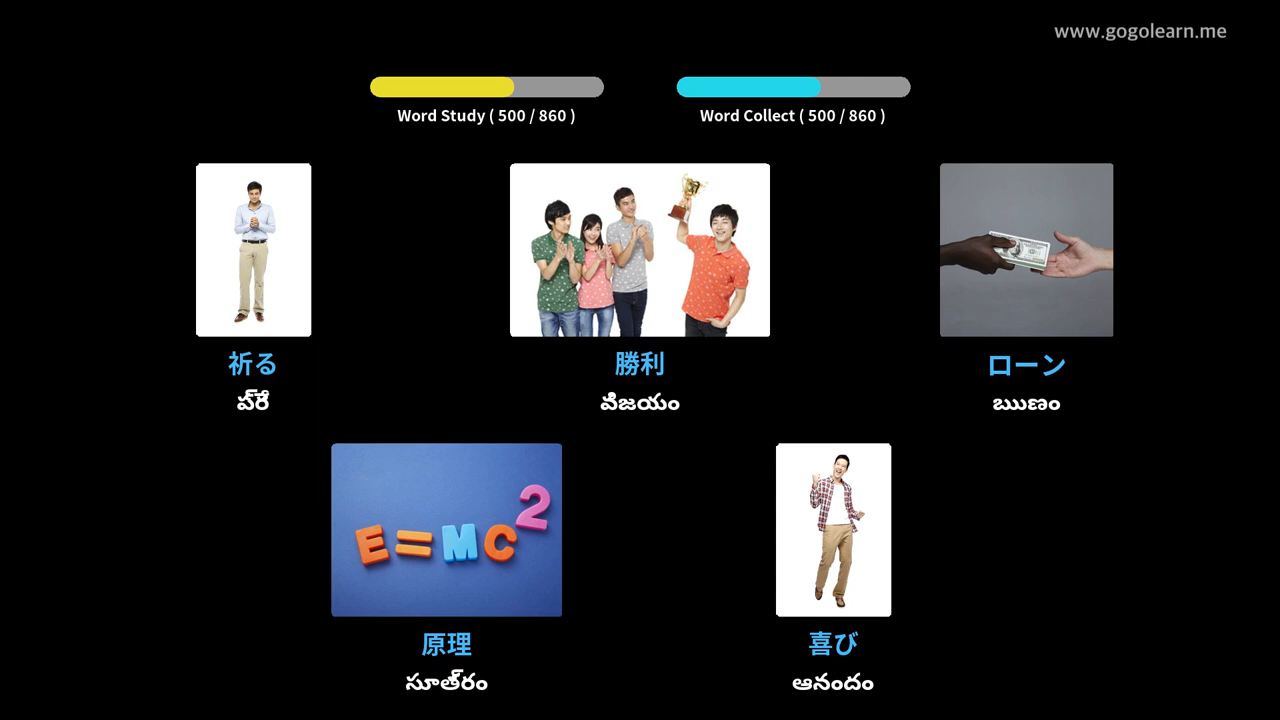 www.gogolearn.me
Word Study ( 500 / 860 )
Word Collect ( 500 / 860 )
祈る
ప్రే
勝利
విజయం
ローン
ఋణం
E=MC2
原理
సూత్రం
喜び
ఆనందం